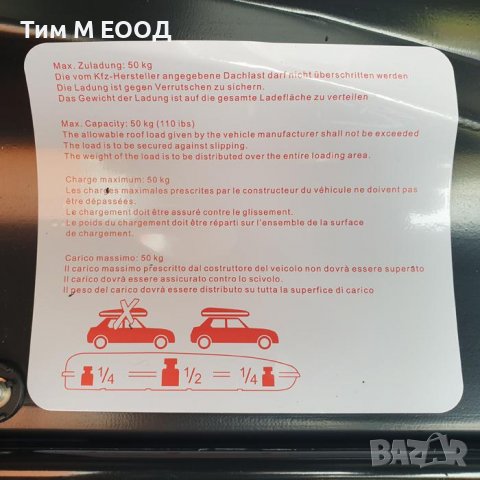 Тим М ЕООД
Max. Zuladung: 50 kg
Die vom Kfz-Hersteller angegebene Dachlast darf nicht überschritten werden
Die Ladung ist gegen Verrutschen zu sichern.
Das Gewicht der Ladung ist auf die gesamte Ladefläche zu verteilen
Max. Capacity: 50 kg (110 ibs)
The allowable roof load given by the vehicle manufacturer shall not be exceeded
The load is to be secured against slipping.
The weight of the load is to be distributed over the entire loading area.
Charge maximum: 50 kg
Les charges maximales prescrites par le constructeur du véhicule ne doivent pas
être dépassées.
Le chargement doit être assuré contre le glissement.
Le poids du chargement doit être réparti sur l'ensemble de la surface
de chargement.
Carico massimo: 50 kg
Il carico massimo prescritto dal costruttore del veicolo non dovrà essere superato
Il carico dovrà essere assicurato contro lo scivolo.
Il peso del carico dovrà essere distributo su tutta la superfice di carico
1/4 = 1/2 = 1/4
BAZAR